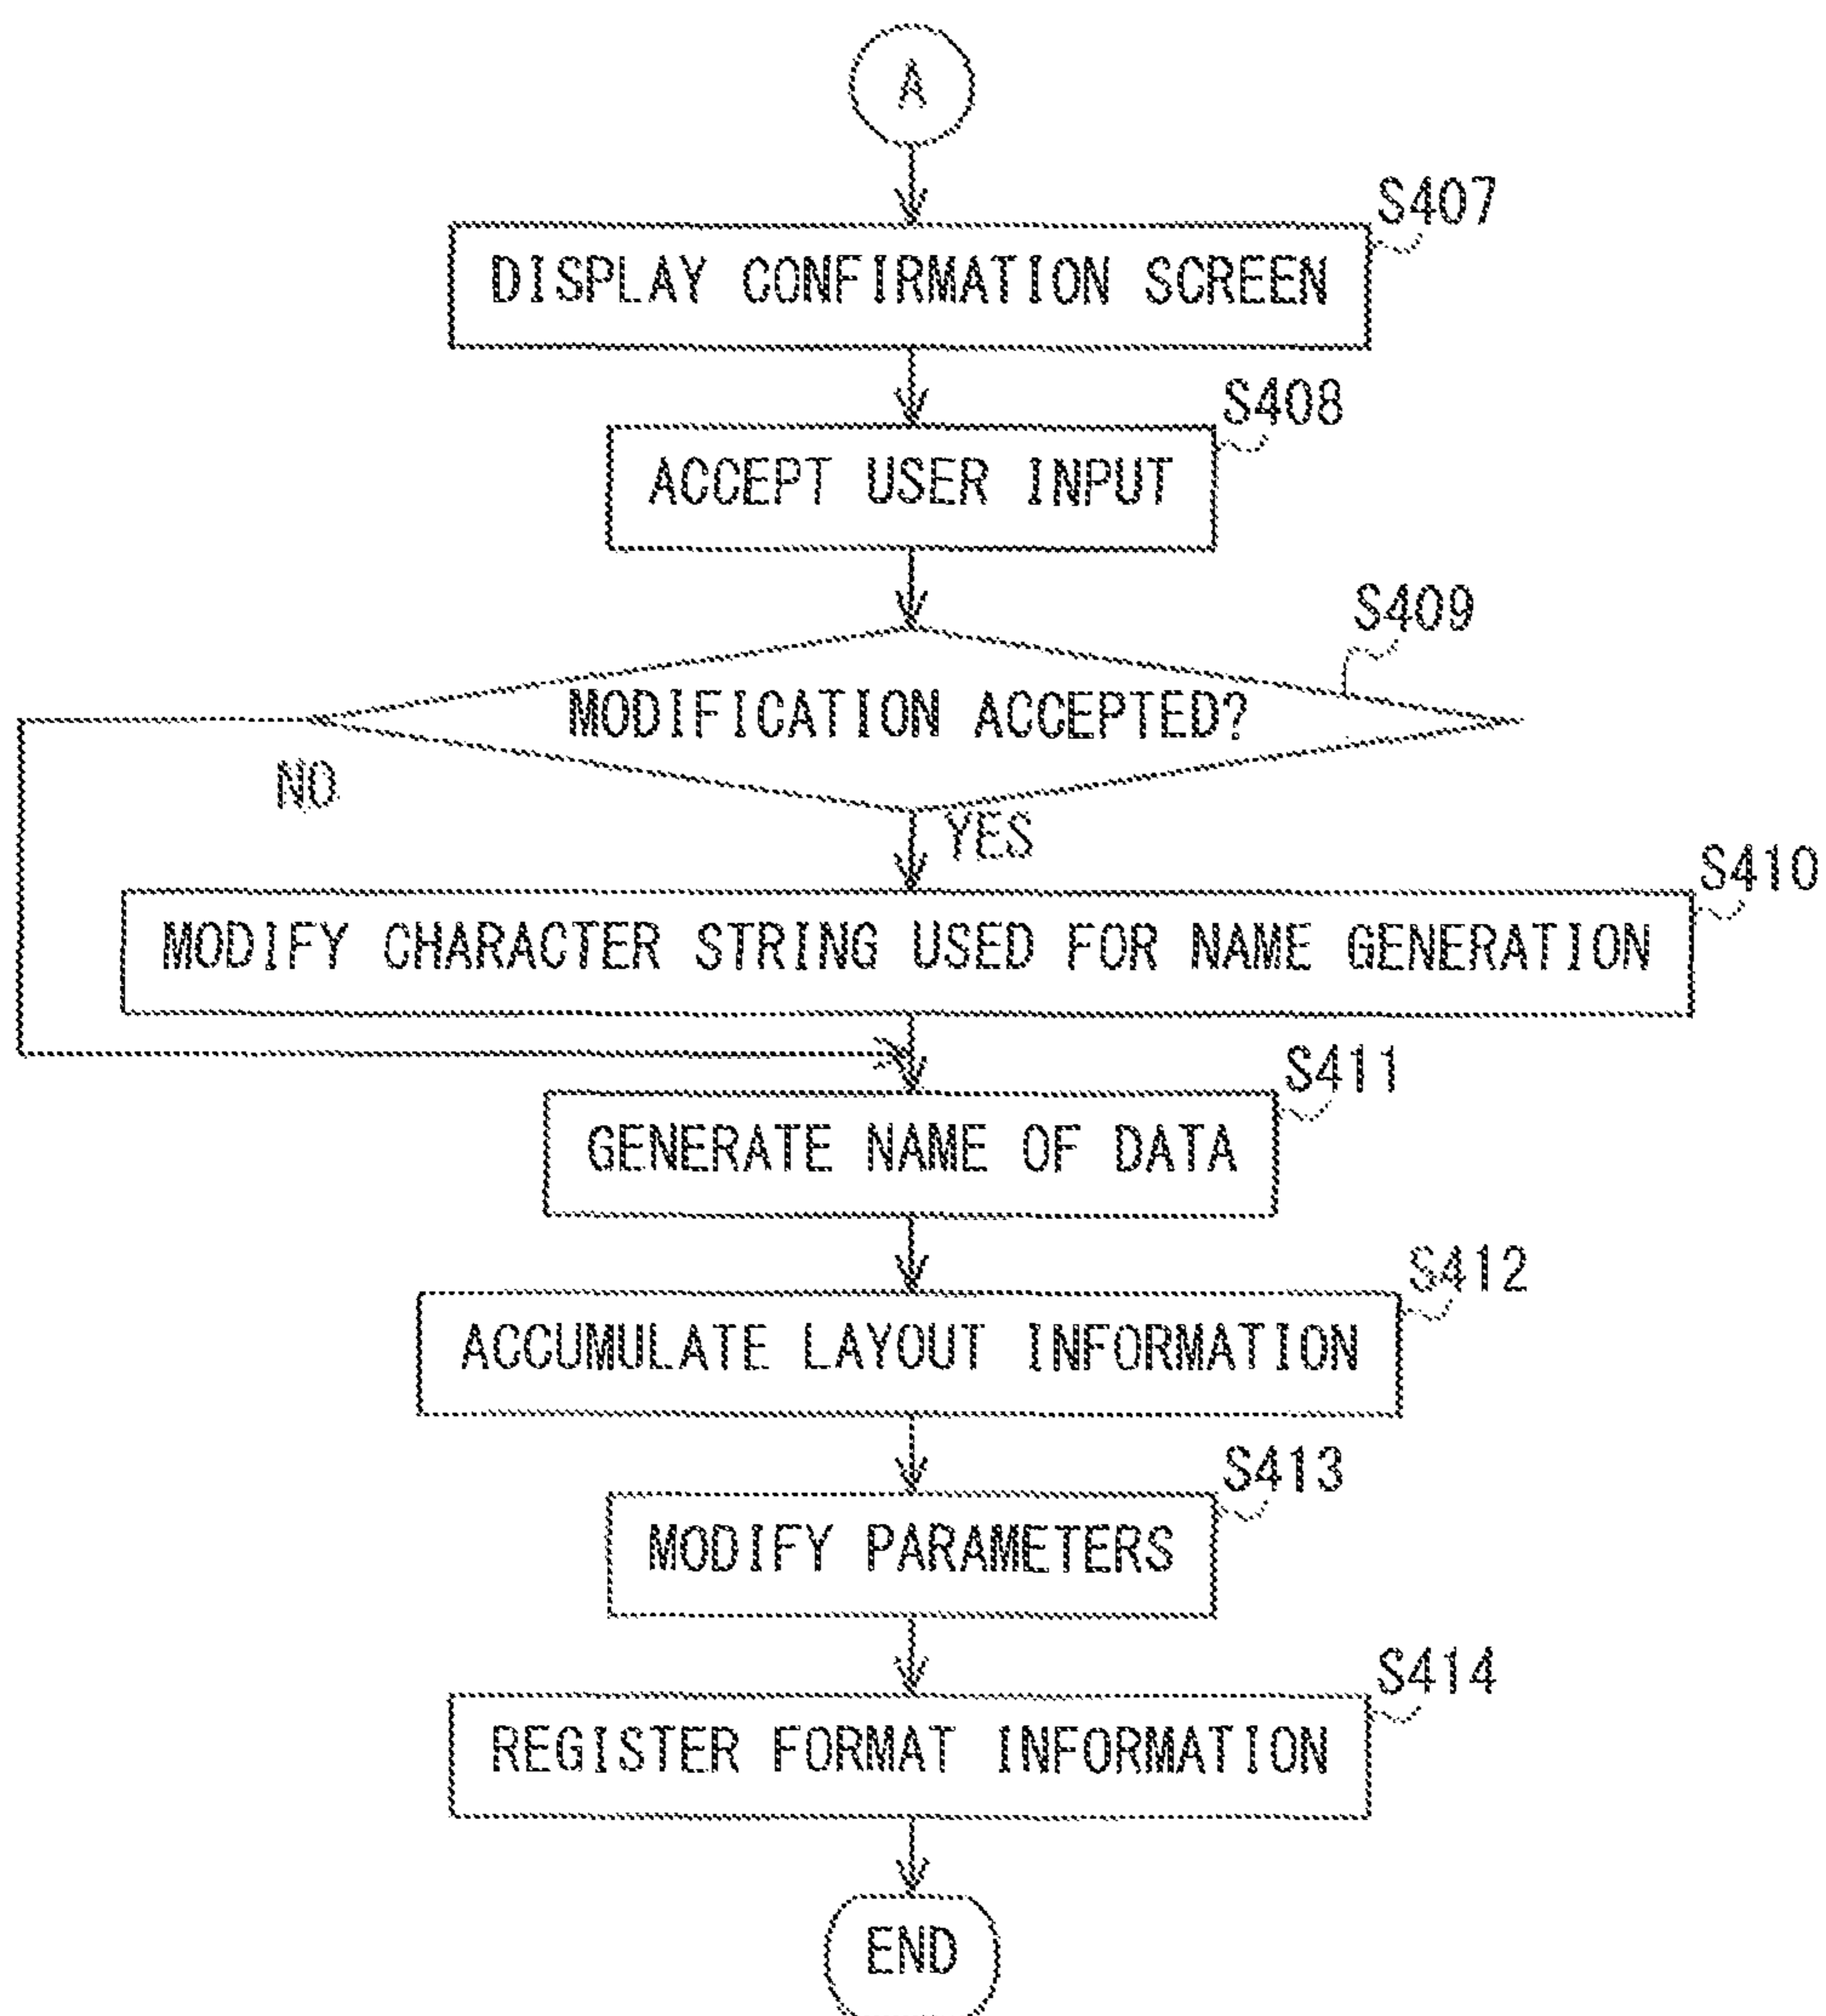 A
S407
DISPLAY CONFIRMATION SCREEN
S408
ACCEPT USER INPUT
S409
MODIFICATION ACCEPTED?
NO
YES
S410
MODIFY CHARACTER STRING USED FOR NAME GENERATION
S411
GENERATE NAME OF DATA
S412
ACCUMULATE LAYOUT INFORMATION
S413
MODIFY PARAMETERS
S414
REGISTER FORMAT INFORMATION
END